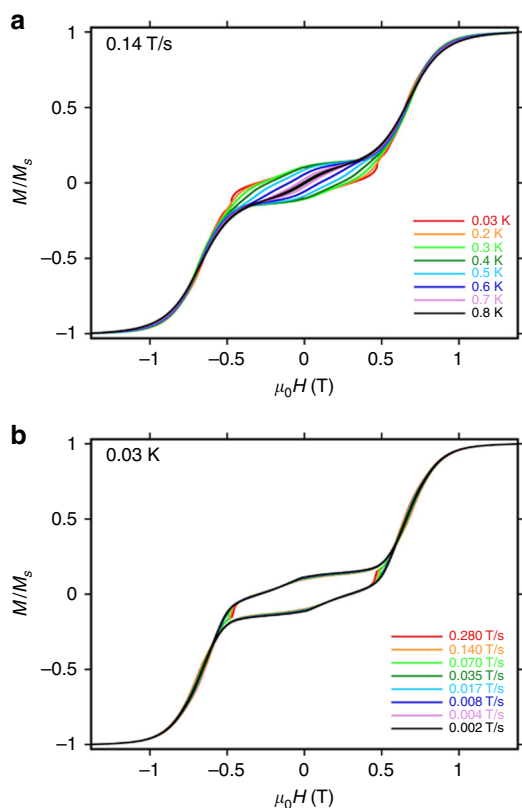 a
0.14 T/s
1
0.5
0
−0.5
−1
M/Ms
0.03 K
0.2 K
0.3 K
0.4 K
0.5 K
0.6 K
0.7 K
0.8 K
−1 −0.5 0 0.5 1
μ0H (T)
b
0.03 K
1
0.5
0
−0.5
−1
M/Ms
0.280 T/s
0.140 T/s
0.070 T/s
0.035 T/s
0.017 T/s
0.008 T/s
0.004 T/s
0.002 T/s
−1 −0.5 0 0.5 1
μ0H (T)